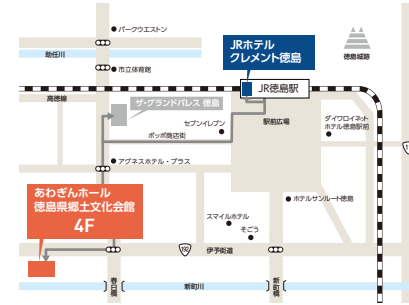 パークウエストン
助任川
市立体育館
JRホテル
クレメント徳島
徳島城跡
高徳線
ザ・グランドパレス 徳島
JR徳島駅
セブンイレブン
ポッポ商店街
駅前広場
ダイワロイネット
ホテル徳島駅前
アグネスホテル・プラス
あわぎんホール
徳島県郷土文化会館
4F
スマイルホテル
そごう
ホテルサンルート徳島
192
伊予街道
春日橋
新町川
新町橋